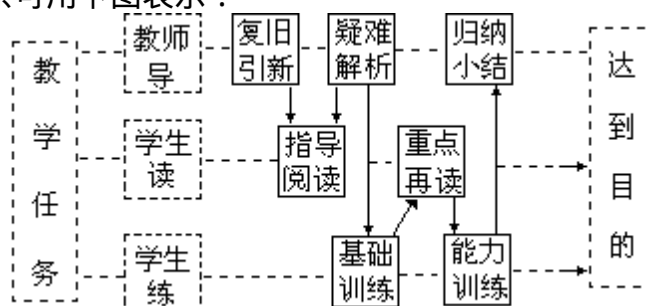 只可用下图表示：
教师
导
复旧
引新
疑难
解析
归纳
小结
教
学
任
务
学生
读
指导
阅读
重点
再读
学生
练
基础
训练
能力
训练
达
到
目
的